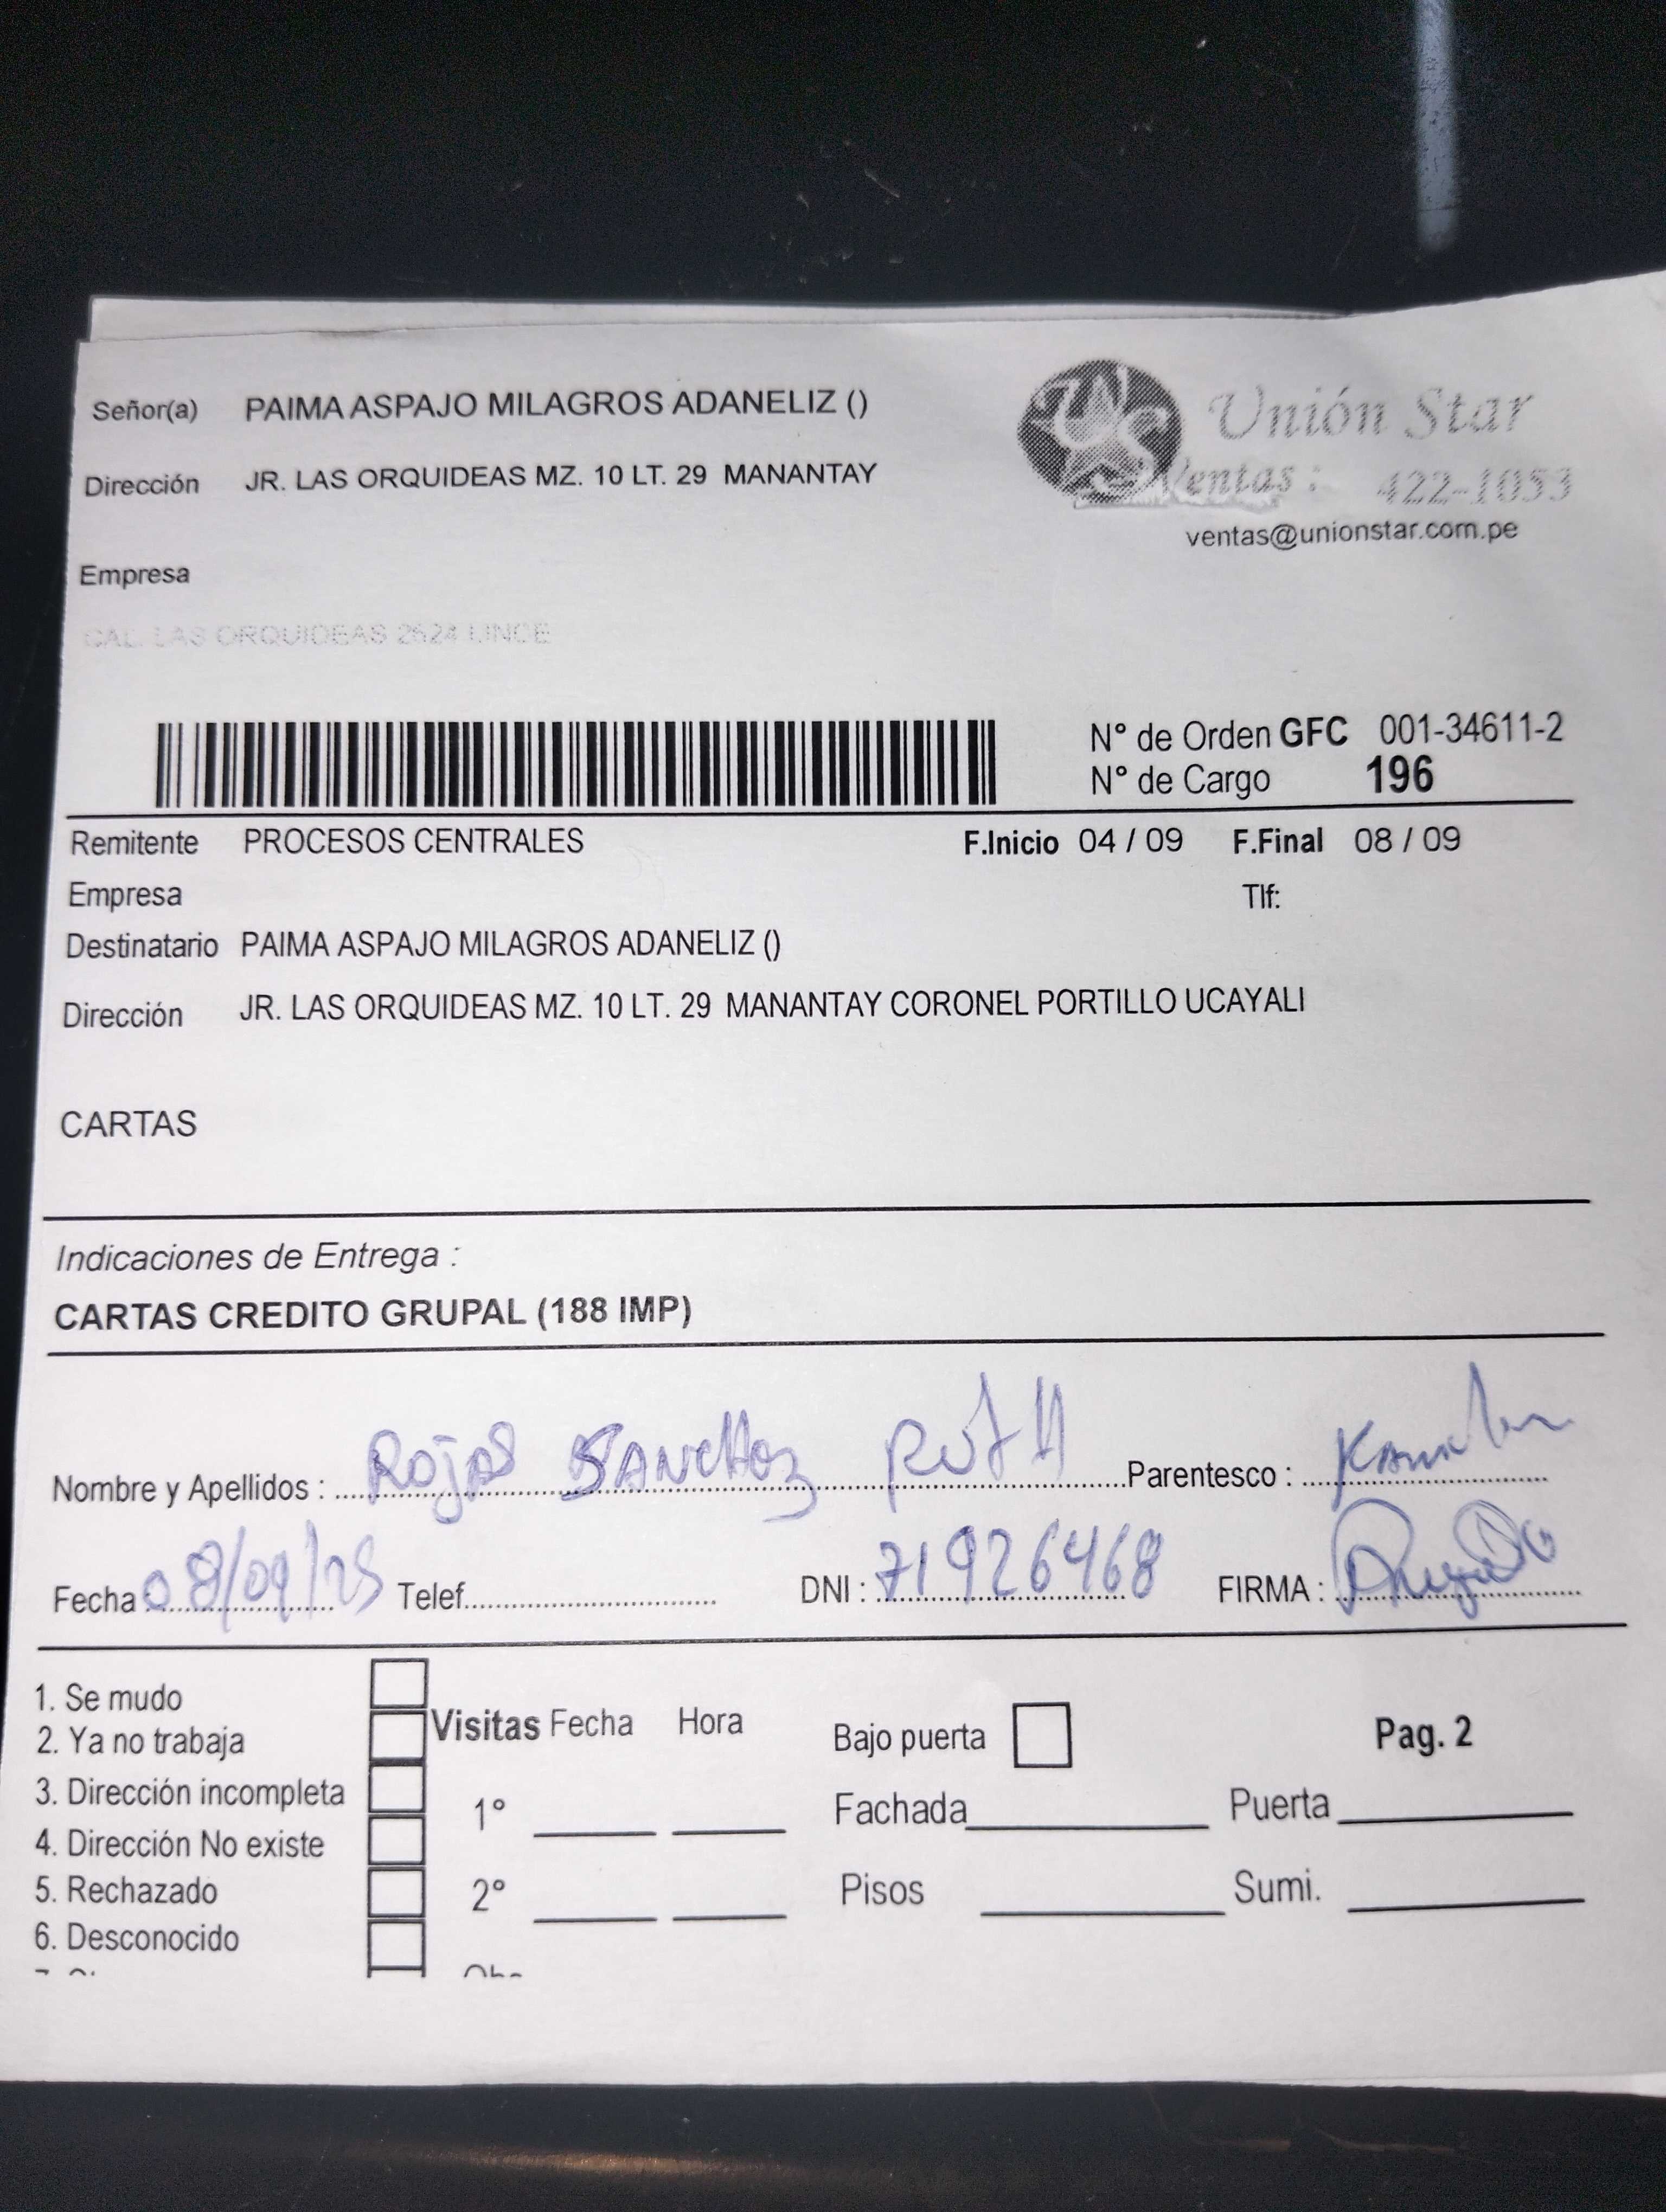 Señor(a) PAIMA ASPAJO MILAGROS ADANELIZ ()
Unión Star
Dirección JR. LAS ORQUIDEAS MZ. 10 LT. 29 MANANTAY
Ventas : 422-1053
ventas@unionstar.com.pe
Empresa
CAL. LAS ORQUIDEAS 2624 LINCE
N° de Orden GFC 001-34611-2
N° de Cargo 196
Remitente PROCESOS CENTRALES F.Inicio 04 / 09 F.Final 08 / 09
Empresa Tlf:
Destinatario PAIMA ASPAJO MILAGROS ADANELIZ ()
Dirección JR. LAS ORQUIDEAS MZ. 10 LT. 29 MANANTAY CORONEL PORTILLO UCAYALI
CARTAS
Indicaciones de Entrega :
CARTAS CREDITO GRUPAL (188 IMP)
Nombre y Apellidos : ROJAS SANCHEZ RUTH Parentesco :
Fecha : 08/09/25 Telef. DNI : 71926468 FIRMA :
1. Se mudo
2. Ya no trabaja Visitas Fecha Hora Bajo puerta Pag. 2
3. Dirección incompleta 1° Fachada Puerta
4. Dirección No existe
5. Rechazado 2° Pisos Sumi.
6. Desconocido